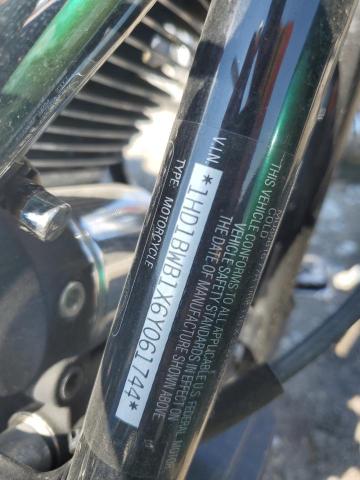 THIS VEHICLE CONFORMS TO ALL APPLICABLE U.S. FEDERAL MOTOR
VEHICLE SAFETY STANDARDS IN EFFECT ON
THE DATE OF MANUFACTURE SHOWN ABOVE
V.I.N.
*1HD1BWB1X6Y061744*
TYPE: MOTORCYCLE